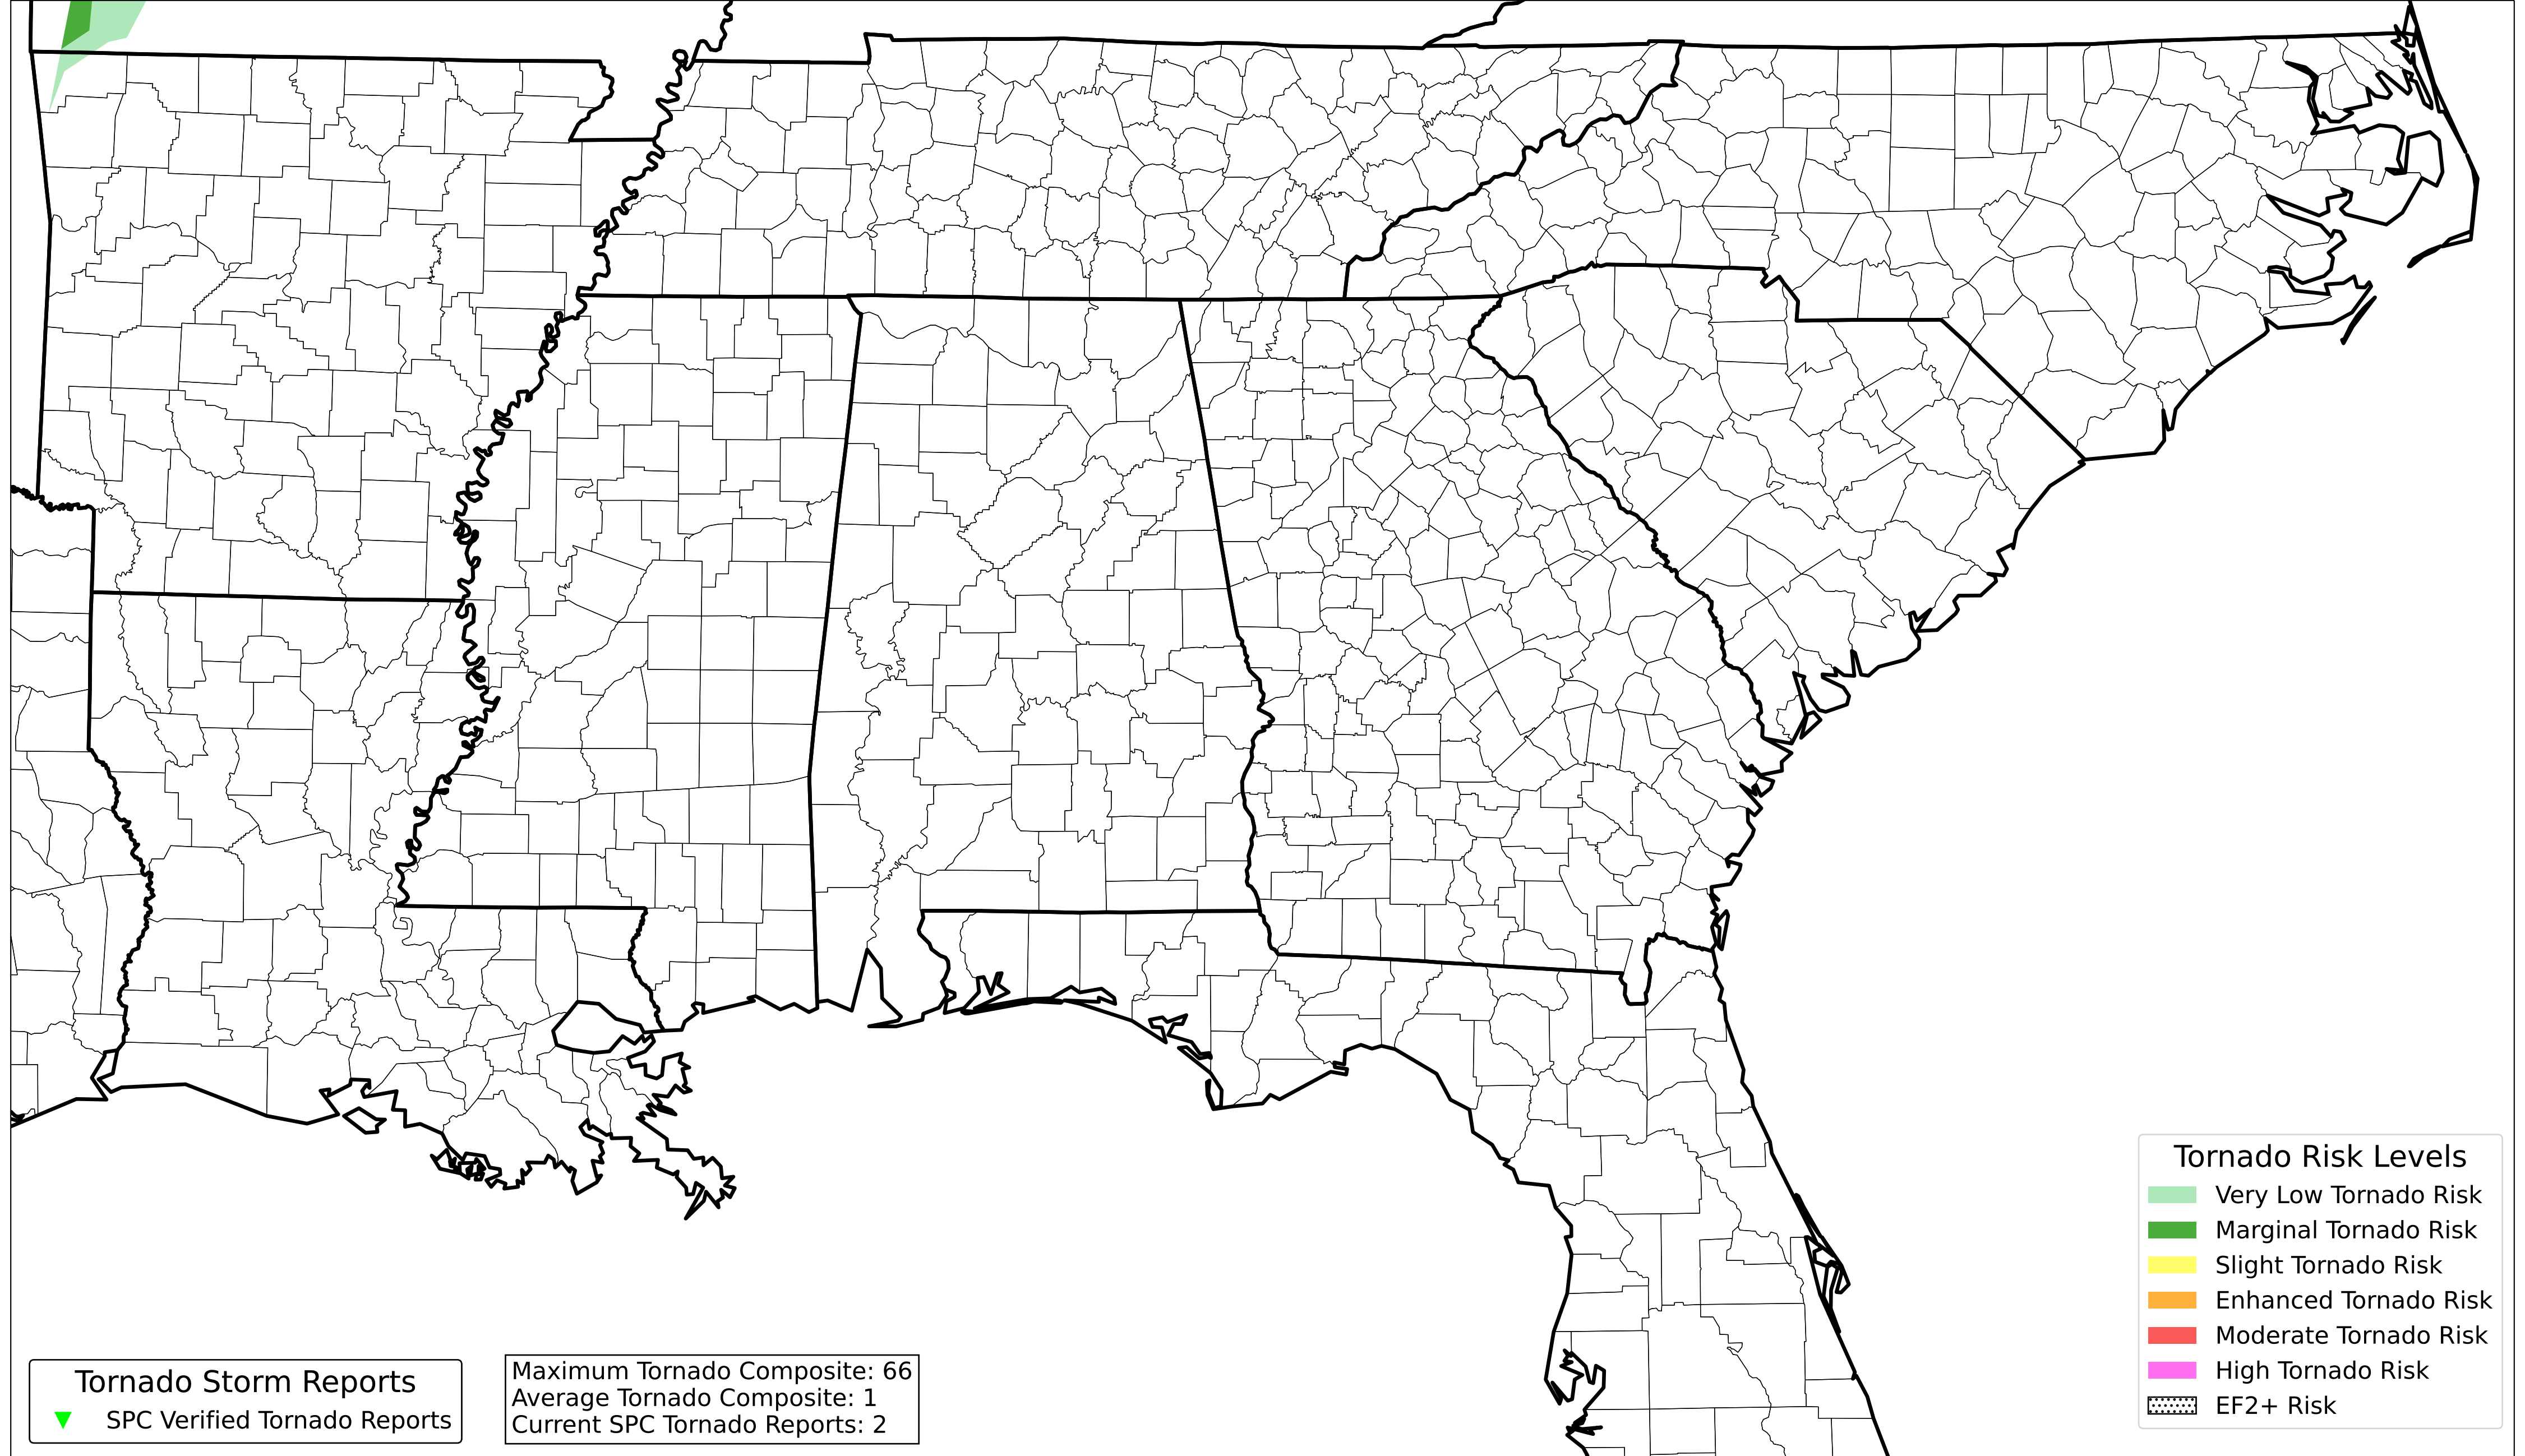 Tornado Storm Reports
SPC Verified Tornado Reports
Maximum Tornado Composite: 66
Average Tornado Composite: 1
Current SPC Tornado Reports: 2
Tornado Risk Levels
Very Low Tornado Risk
Marginal Tornado Risk
Slight Tornado Risk
Enhanced Tornado Risk
Moderate Tornado Risk
High Tornado Risk
EF2+ Risk